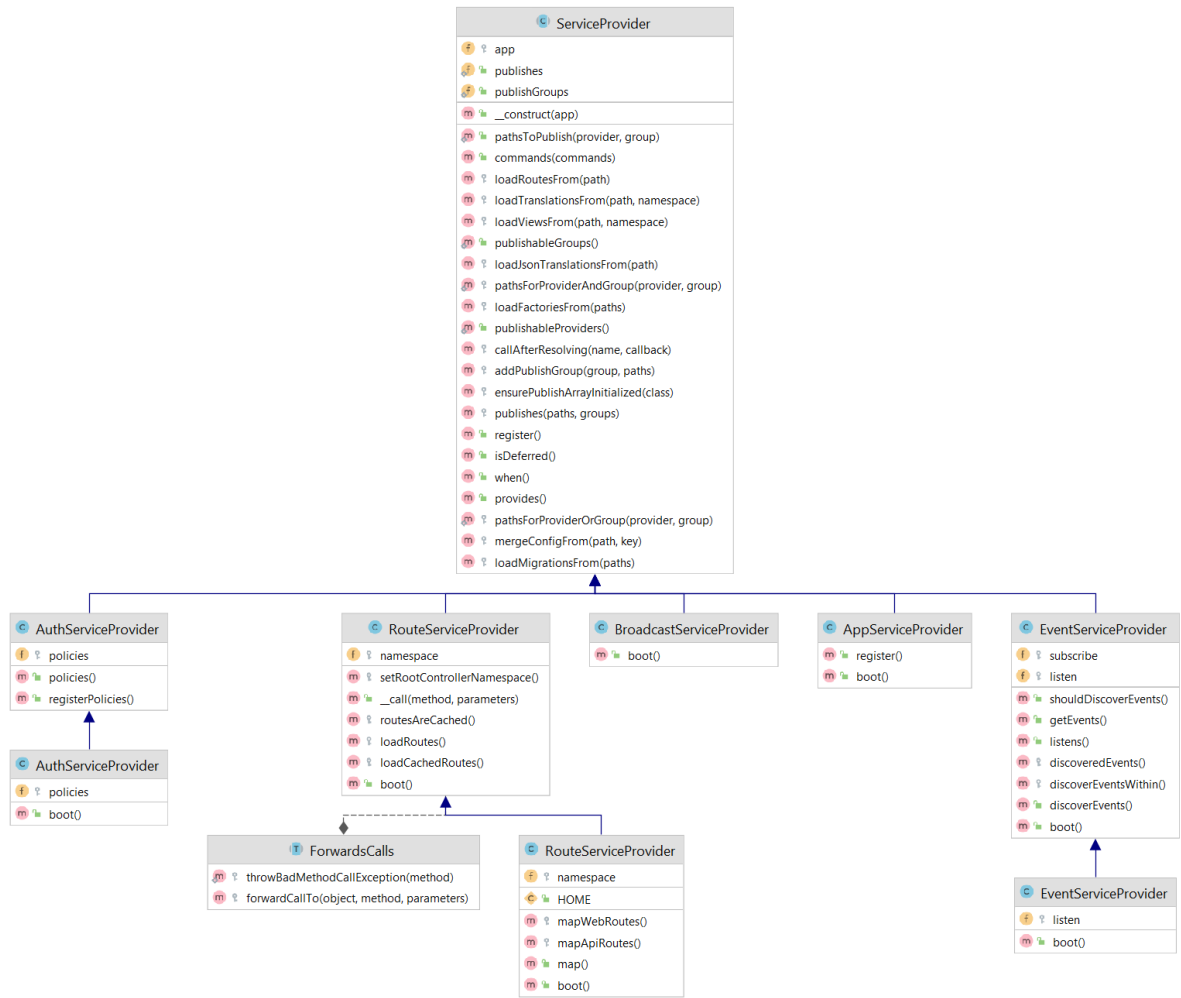 ServiceProvider
app
publishes
publishGroups
__construct(app)
pathsToPublish(provider, group)
commands(commands)
loadRoutesFrom(path)
loadTranslationsFrom(path, namespace)
loadViewsFrom(path, namespace)
publishableGroups()
loadJsonTranslationsFrom(path)
pathsForProviderAndGroup(provider, group)
loadFactoriesFrom(paths)
publishableProviders()
callAfterResolving(name, callback)
addPublishGroup(group, paths)
ensurePublishArrayInitialized(class)
publishes(paths, groups)
register()
isDeferred()
when()
provides()
pathsForProviderOrGroup(provider, group)
mergeConfigFrom(path, key)
loadMigrationsFrom(paths)
AuthServiceProvider
policies
policies()
registerPolicies()
AuthServiceProvider
policies
boot()
RouteServiceProvider
namespace
setRootControllerNamespace()
__call(method, parameters)
routesAreCached()
loadRoutes()
loadCachedRoutes()
boot()
ForwardsCalls
throwBadMethodCallException(method)
forwardCallTo(object, method, parameters)
RouteServiceProvider
namespace
HOME
mapWebRoutes()
mapApiRoutes()
map()
boot()
BroadcastServiceProvider
boot()
AppServiceProvider
register()
boot()
EventServiceProvider
subscribe
listen
shouldDiscoverEvents()
getEvents()
listens()
discoveredEvents()
discoverEventsWithin()
discoverEvents()
boot()
EventServiceProvider
listen
boot()